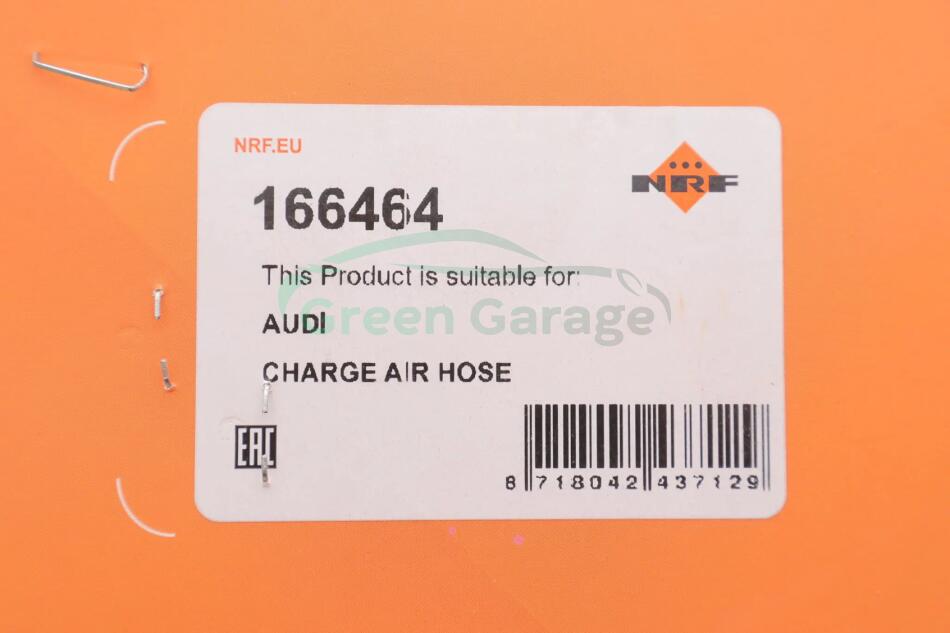 NRF.EU
NRF
166464
This Product is suitable for:
Green Garage
AUDI
CHARGE AIR HOSE
EAC
8 718042 437129